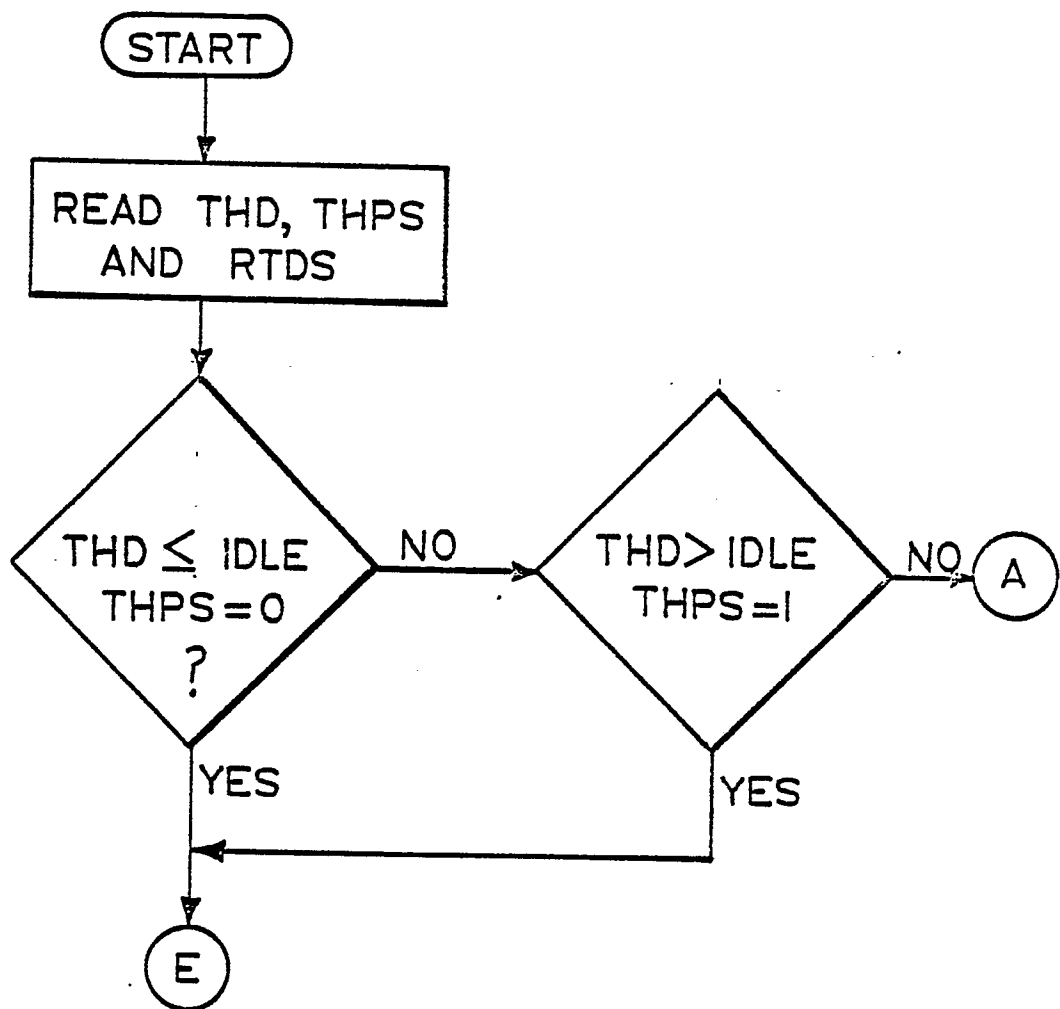 START
READ THD, THPS
AND RTDS
THD ≤ IDLE
THPS=0
?
NO
THD>IDLE
THPS=1
NO
A
YES
YES
E